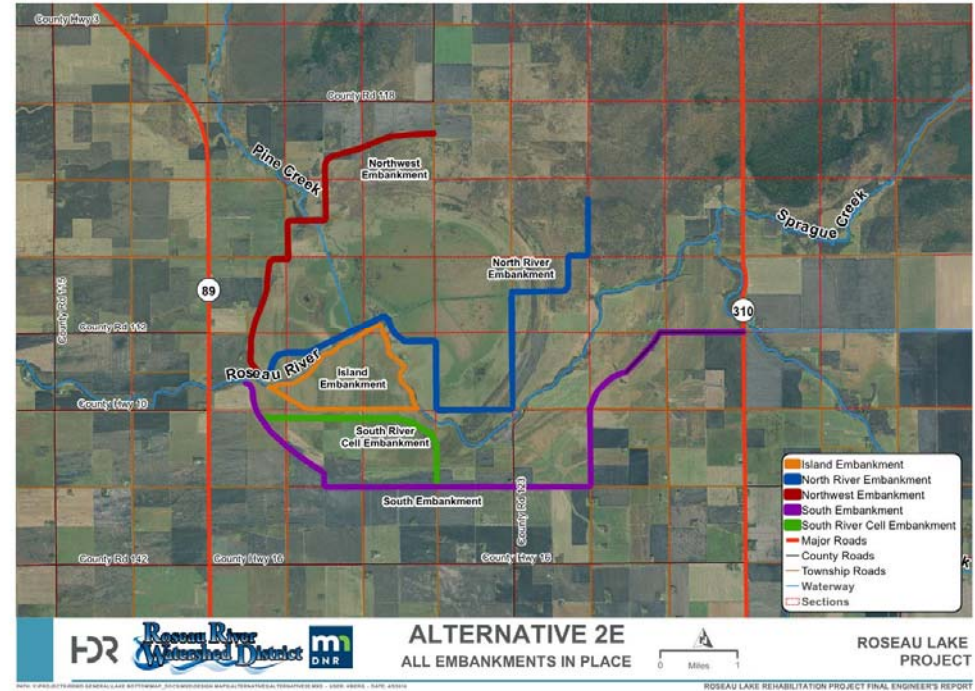 County Hwy 3
County Rd 118
Pine Creek
Northwest
Embankment
Sprague Creek
North River
Embankment
89
310
County Rd 115
County Rd 112
Roseau River
Island
Embankment
County Hwy 10
South River
Cell Embankment
South Embankment
County Rd 123
County Rd 142
County Hwy 16
County Hwy 16
k
Island Embankment
North River Embankment
Northwest Embankment
South Embankment
South River Cell Embankment
Major Roads
County Roads
Township Roads
Waterway
Sections
HDR
Roseau River
Watershed District
DNR
ALTERNATIVE 2E
ALL EMBANKMENTS IN PLACE
0 Miles 1
ROSEAU LAKE
PROJECT
ROSEAU LAKE REHABILITATION PROJECT FINAL ENGINEER'S REPORT